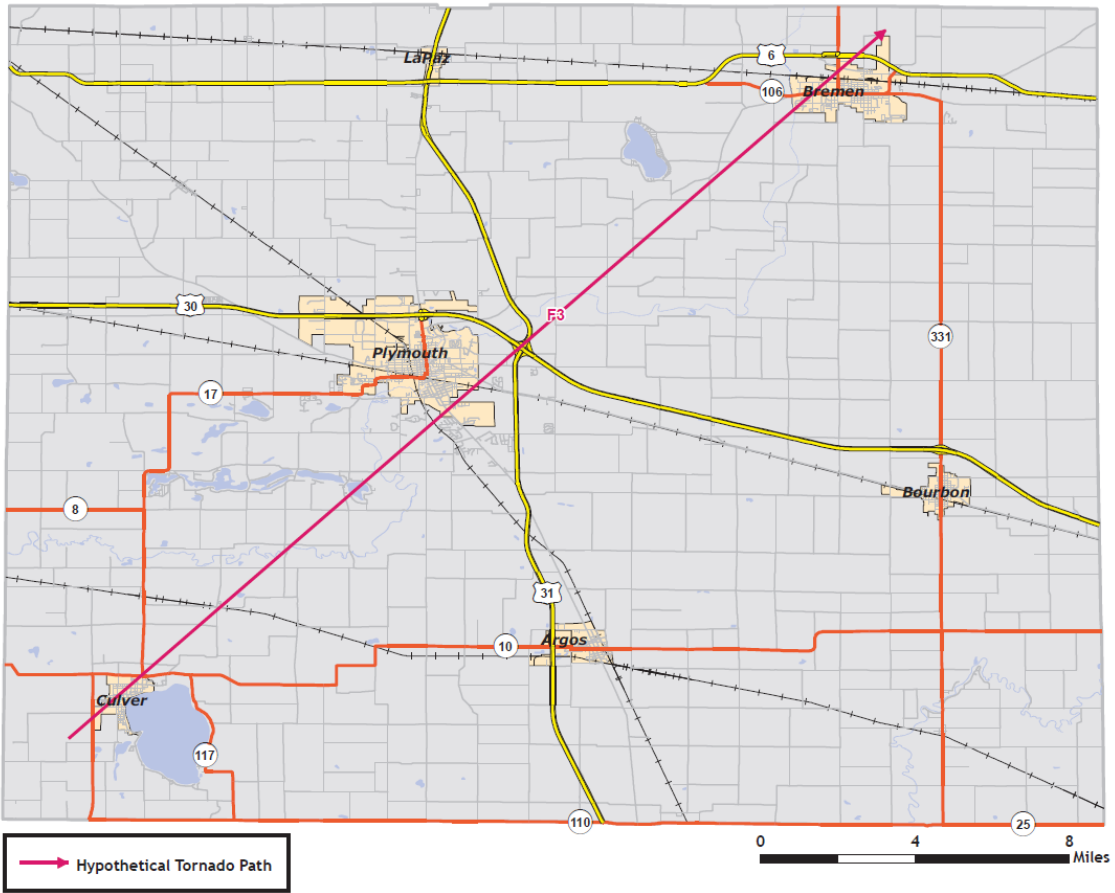 LaPaz
6
106
Bremen
30
F3
331
Plymouth
17
8
Bourbon
31
10
Argos
Culver
117
110
25
Hypothetical Tornado Path
0 4 8
Miles